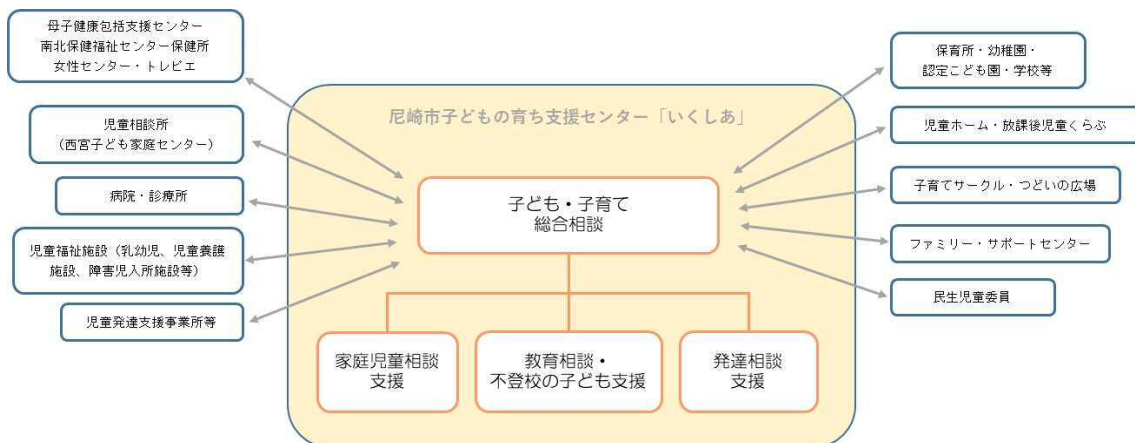 母子健康包括支援センター
南北保健福祉センター保健所
女性センター・トレピエ
児童相談所
（西宮子ども家庭センター）
病院・診療所
児童福祉施設（乳幼児、児童養護
施設、障害児入所施設等）
児童発達支援事業所等
尼崎市子どもの育ち支援センター「いくしあ」
子ども・子育て
総合相談
家庭児童相談
支援
教育相談・
不登校の子ども支援
発達相談
支援
保育所・幼稚園・
認定こども園・学校等
児童ホーム・放課後児童くらぶ
子育てサークル・つどいの広場
ファミリー・サポートセンター
民生児童委員